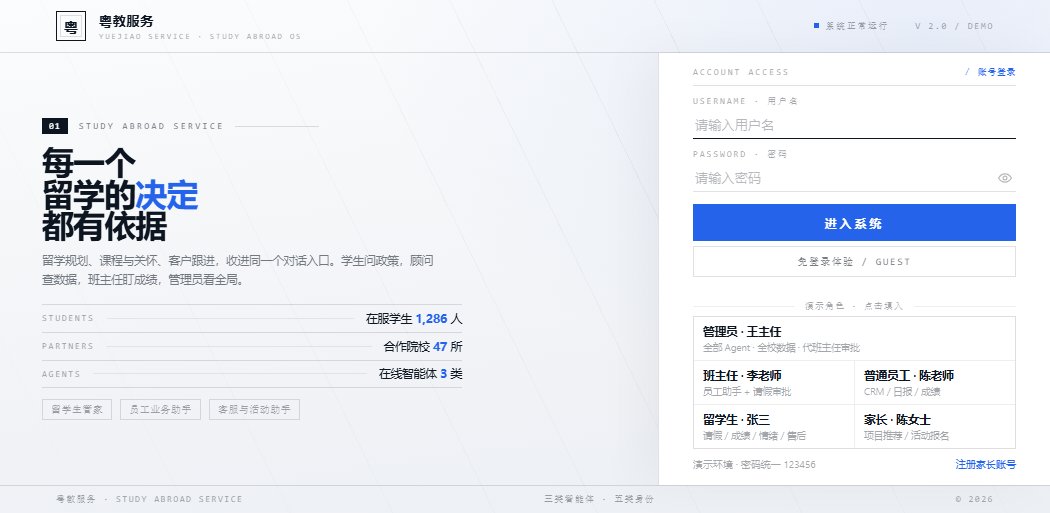 粤
粤教服务
YUEJIAO SERVICE · STUDY ABROAD OS
系统正常运行
V 2.0 / DEMO
01
STUDY ABROAD SERVICE
每一个
留学的决定
都有依据
留学规划、课程与关怀、客户跟进，收进同一个对话入口。学生问政策，顾问
查数据，班主任盯成绩，管理员看全局。
STUDENTS 在服学生 1,286 人
PARTNERS 合作院校 47 所
AGENTS 在线智能体 3 类
留学生管家
员工业务助手
客服与活动助手
ACCOUNT ACCESS
/ 账号登录
USERNAME · 用户名
请输入用户名
PASSWORD · 密码
请输入密码
进入系统
免登录体验 / GUEST
演示角色 · 点击填入
管理员 · 王主任
全部 Agent · 全校数据 · 代班主任审批
班主任 · 李老师
员工助手 + 请假审批
普通员工 · 陈老师
CRM / 日报 / 成绩
留学生 · 张三
请假 / 成绩 / 情绪 / 售后
家长 · 陈女士
项目推荐 / 活动报名
演示环境 · 密码统一 123456
注册家长账号
粤教服务 · STUDY ABROAD SERVICE
三类智能体 · 五类身份
© 2026